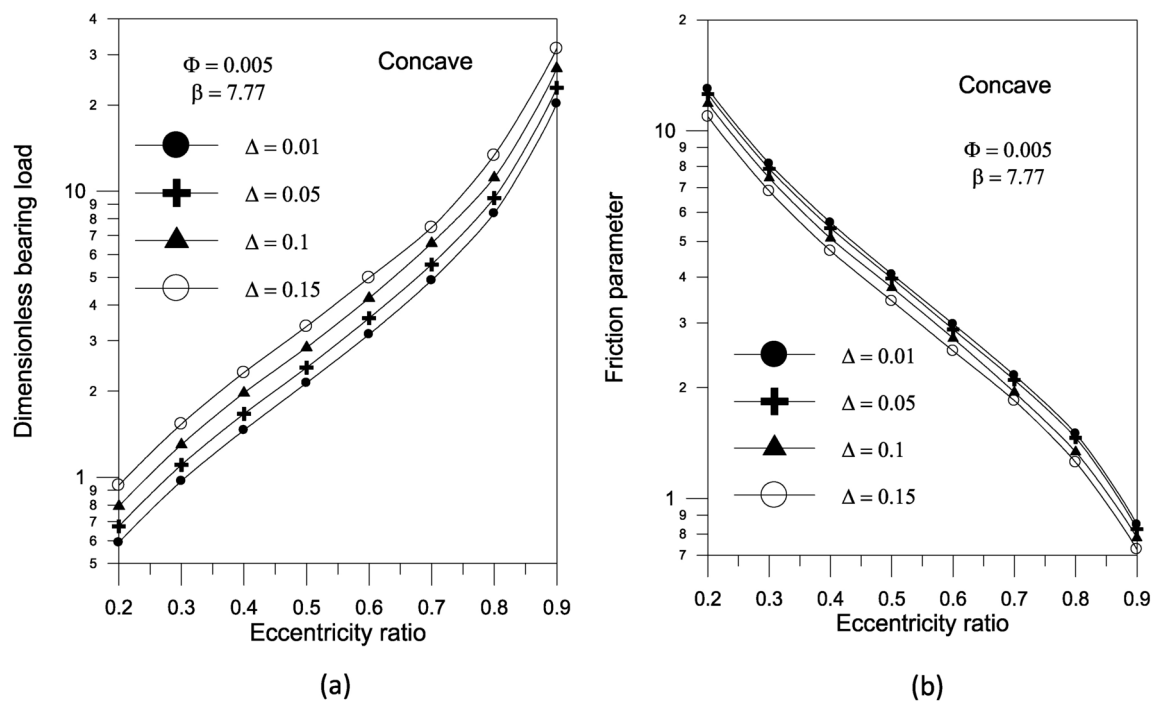 4
3
2
10
9
8
7
6
5
4
3
2
1
9
8
7
6
5
Dimensionless bearing load
Concave
Φ = 0.005
β = 7.77
Δ = 0.01
Δ = 0.05
Δ = 0.1
Δ = 0.15
0.2 0.3 0.4 0.5 0.6 0.7 0.8 0.9
Eccentricity ratio
(a)
2
10
9
8
7
6
5
4
3
2
1
9
8
7
Friction parameter
Concave
Φ = 0.005
β = 7.77
Δ = 0.01
Δ = 0.05
Δ = 0.1
Δ = 0.15
0.2 0.3 0.4 0.5 0.6 0.7 0.8 0.9
Eccentricity ratio
(b)